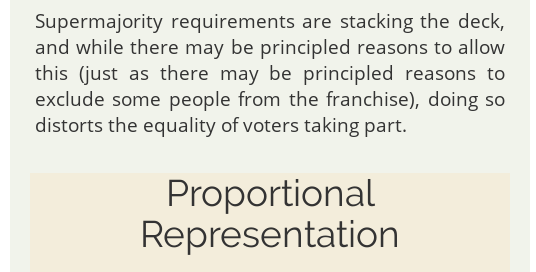 Supermajority requirements are stacking the deck,
and while there may be principled reasons to allow
this (just as there may be principled reasons to
exclude some people from the franchise), doing so
distorts the equality of voters taking part.
Proportional
Representation